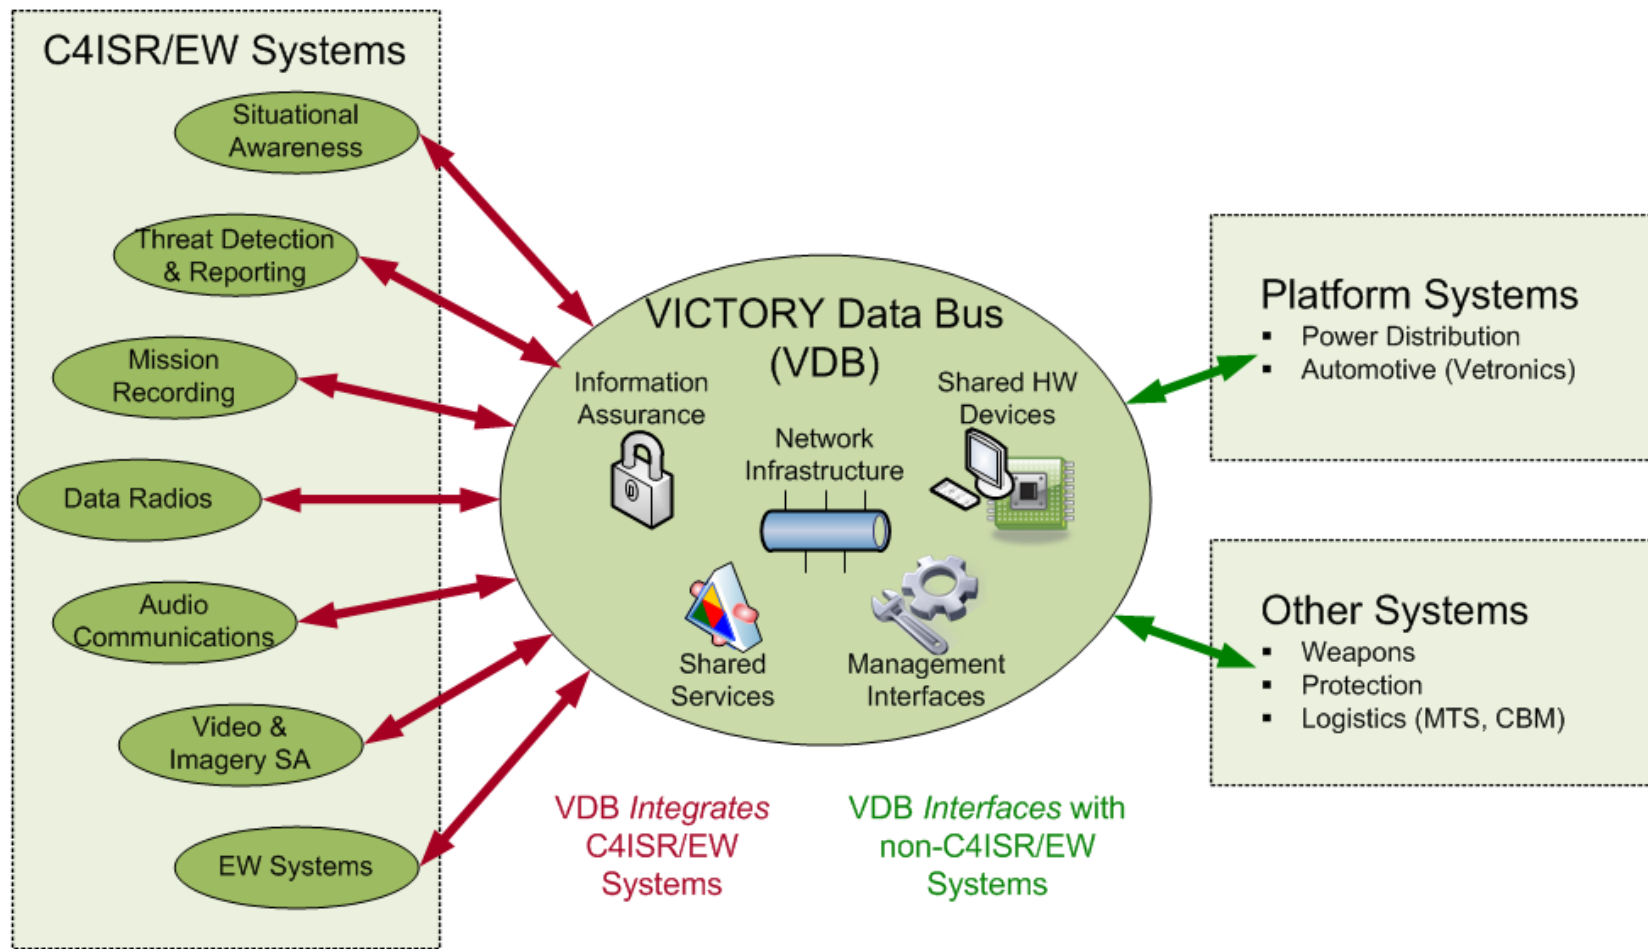 C4ISR/EW Systems
Situational
Awareness
Threat Detection
& Reporting
Mission
Recording
Data Radios
Audio
Communications
Video &
Imagery SA
EW Systems
VICTORY Data Bus
(VDB)
Information
Assurance
Shared HW
Devices
Network
Infrastructure
Shared
Services
Management
Interfaces
VDB Integrates
C4ISR/EW
Systems
VDB Interfaces with
non-C4ISR/EW
Systems
Platform Systems
▪ Power Distribution
▪ Automotive (Vetronics)
Other Systems
▪ Weapons
▪ Protection
▪ Logistics (MTS, CBM)